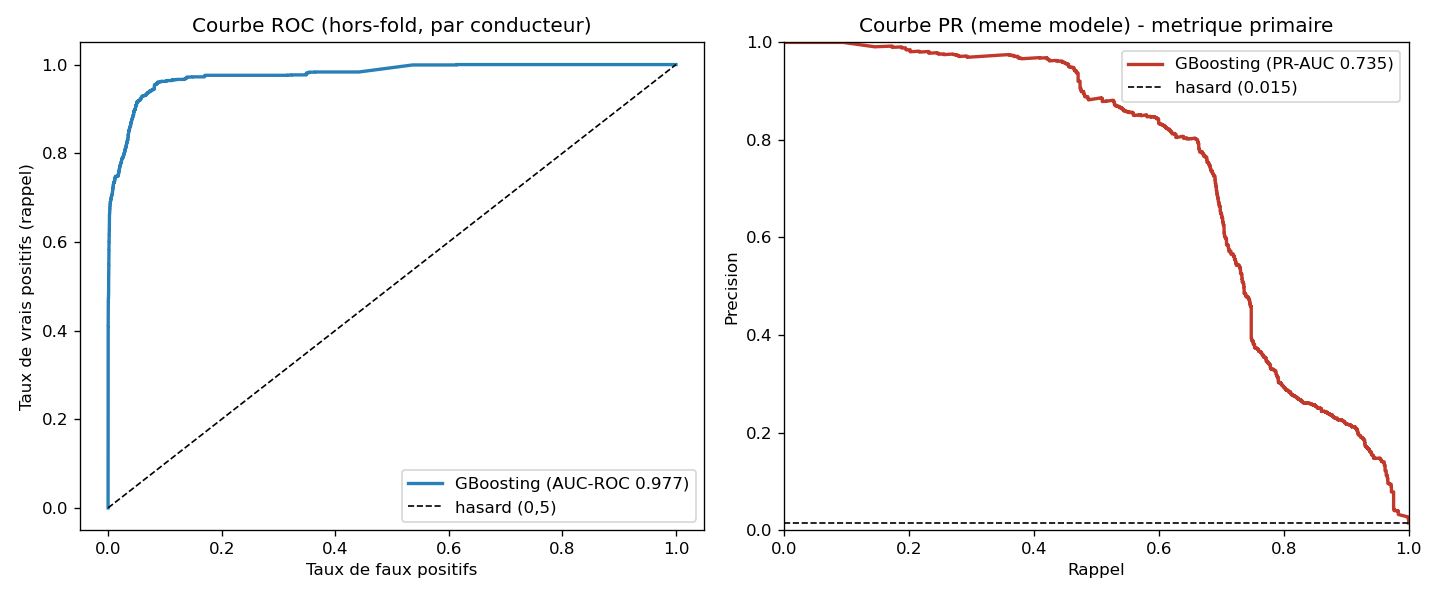 Courbe ROC (hors-fold, par conducteur)
Taux de vrais positifs (rappel)
1.0
0.8
0.6
0.4
0.2
0.0
GBoosting (AUC-ROC 0.977)
hasard (0,5)
0.0 0.2 0.4 0.6 0.8 1.0
Taux de faux positifs
Courbe PR (meme modele) - metrique primaire
Precision
1.0
0.8
0.6
0.4
0.2
0.0
GBoosting (PR-AUC 0.735)
hasard (0.015)
0.0 0.2 0.4 0.6 0.8 1.0
Rappel